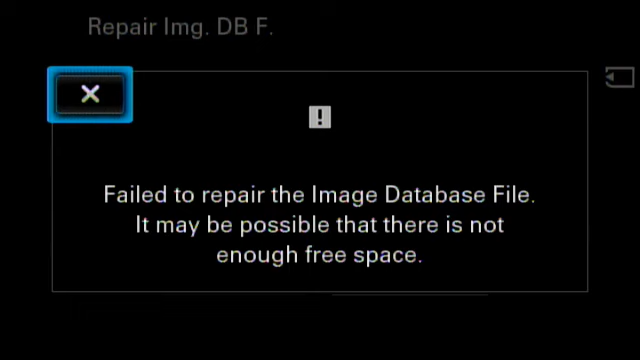 Repair Img. DB F.
Failed to repair the Image Database File.
It may be possible that there is not
enough free space.